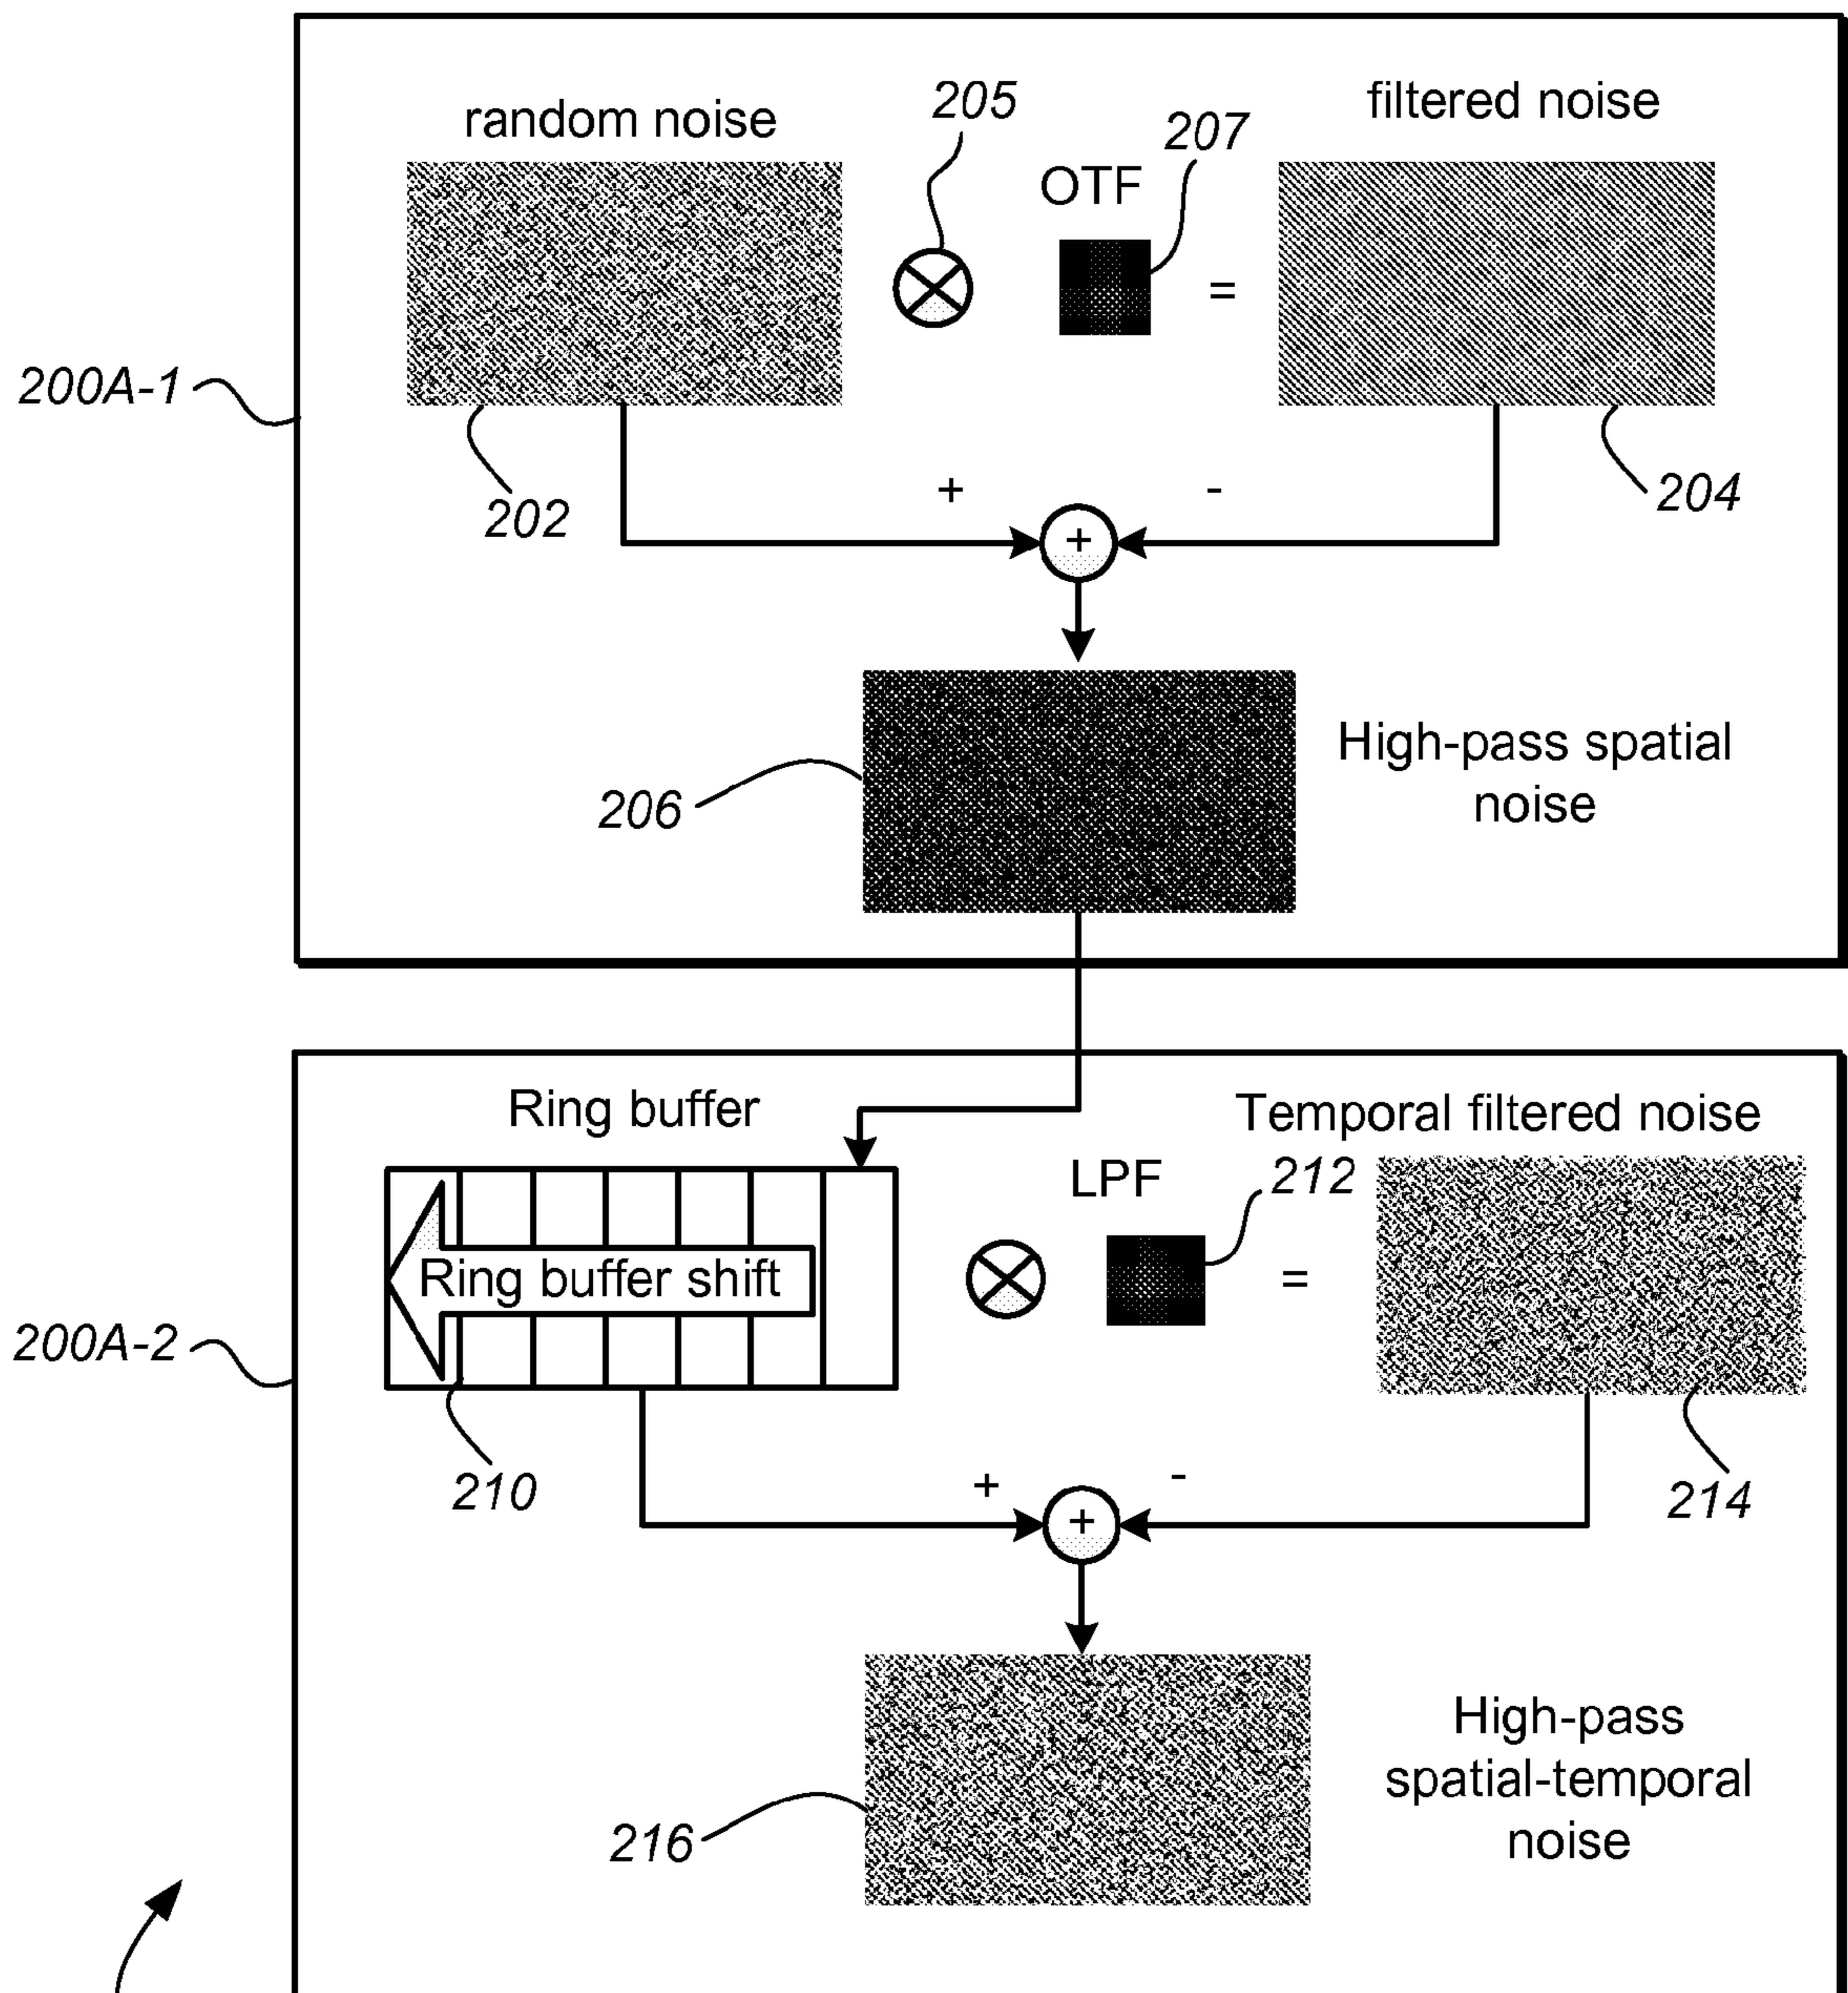 random noise
205
207
filtered noise
OTF
=
200A-1
202
+
-
204
+
206
High-pass spatial
noise
Ring buffer
Temporal filtered noise
LPF
212
Ring buffer shift
=
200A-2
210
+
-
214
+
216
High-pass
spatial-temporal
noise